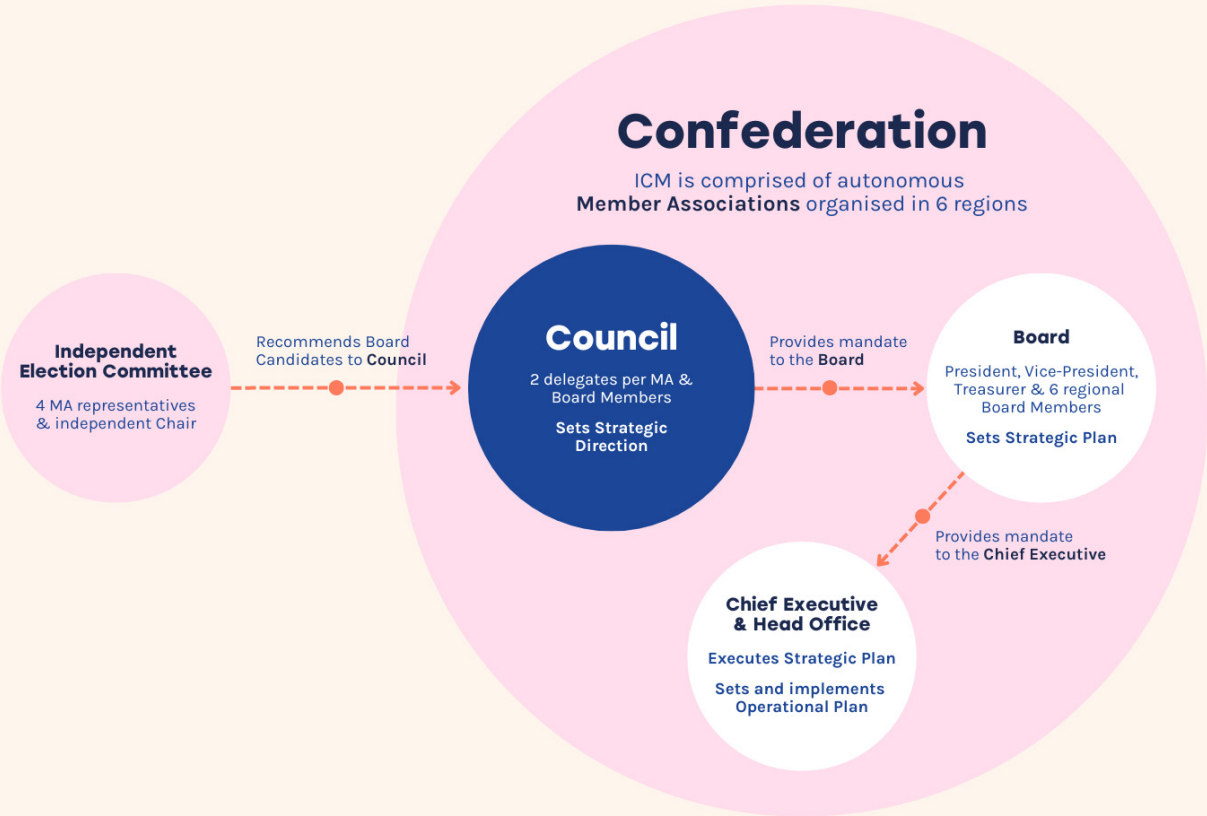 Confederation
ICM is comprised of autonomous
Member Associations organised in 6 regions
Independent
Election Committee
4 MA representatives
& independent Chair
Recommends Board
Candidates to Council
Council
2 delegates per MA &
Board Members
Sets Strategic
Direction
Provides mandate
to the Board
Board
President, Vice-President,
Treasurer & 6 regional
Board Members
Sets Strategic Plan
Provides mandate
to the Chief Executive
Chief Executive
& Head Office
Executes Strategic Plan
Sets and implements
Operational Plan